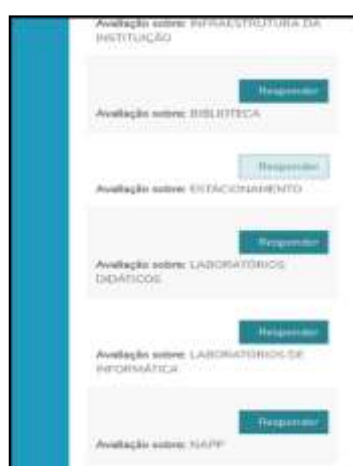 Avaliação sobre: INFRAESTRUTURA DA
INSTITUIÇÃO
Responder
Avaliação sobre: BIBLIOTECA
Responder
Avaliação sobre: ESTACIONAMENTO
Responder
Avaliação sobre: LABORATÓRIOS
DIDÁTICOS
Responder
Avaliação sobre: LABORATÓRIOS DE
INFORMÁTICA
Responder
Avaliação sobre: NAPP